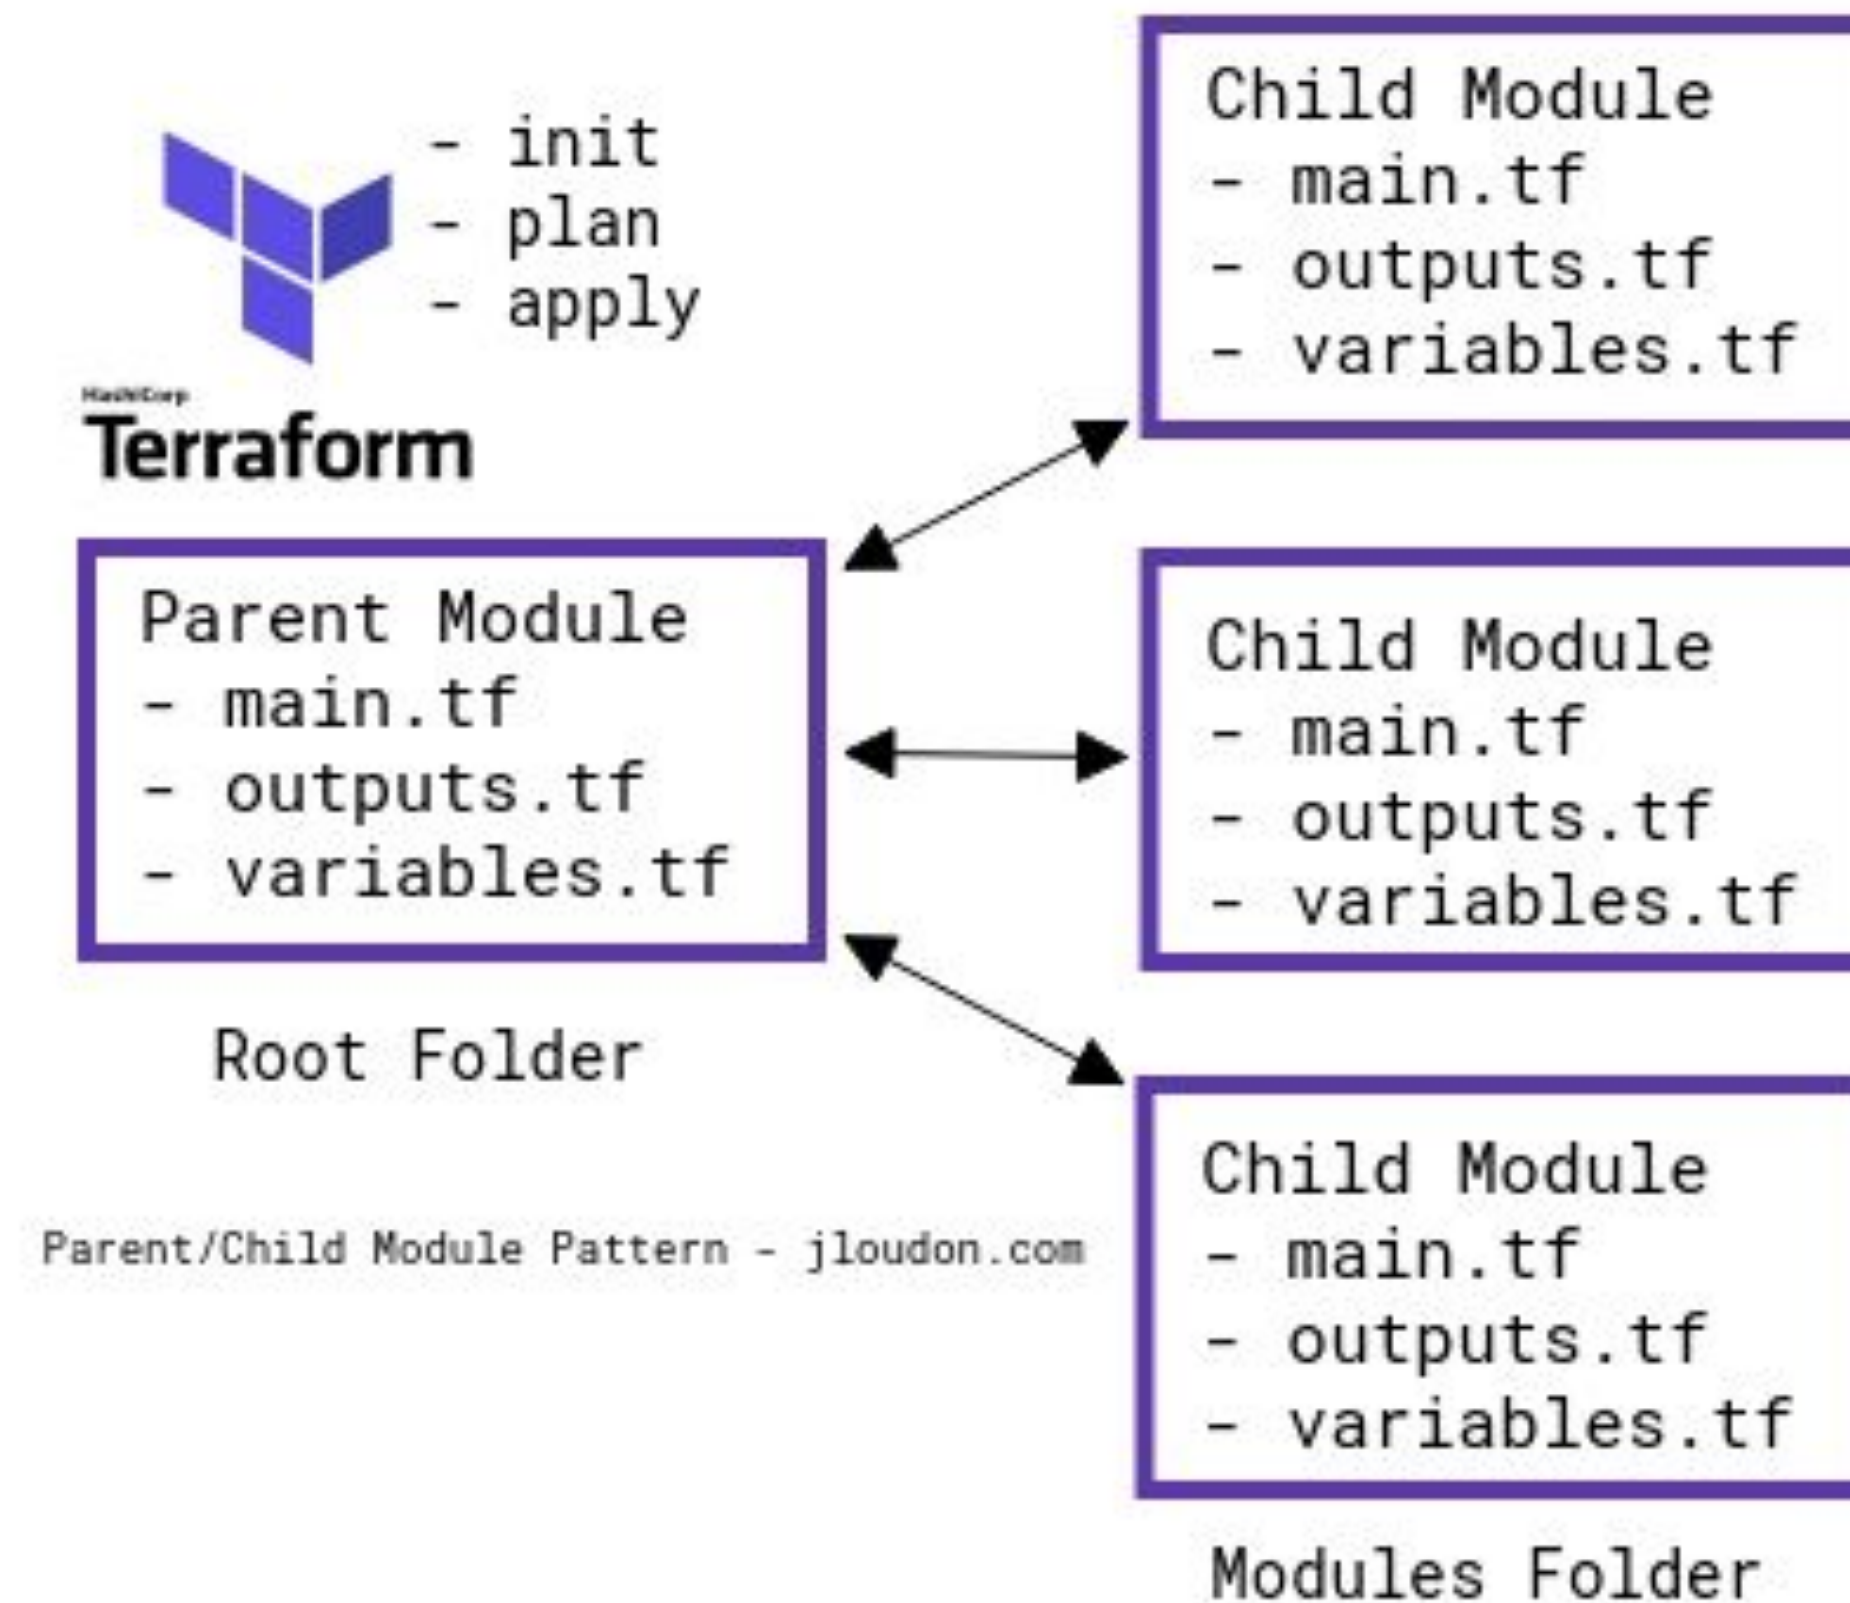 - init
- plan
- apply
HashiCorp
Terraform
Parent Module
- main.tf
- outputs.tf
- variables.tf
Root Folder
Parent/Child Module Pattern - jloudon.com
Child Module
- main.tf
- outputs.tf
- variables.tf
Child Module
- main.tf
- outputs.tf
- variables.tf
Child Module
- main.tf
- outputs.tf
- variables.tf
Modules Folder